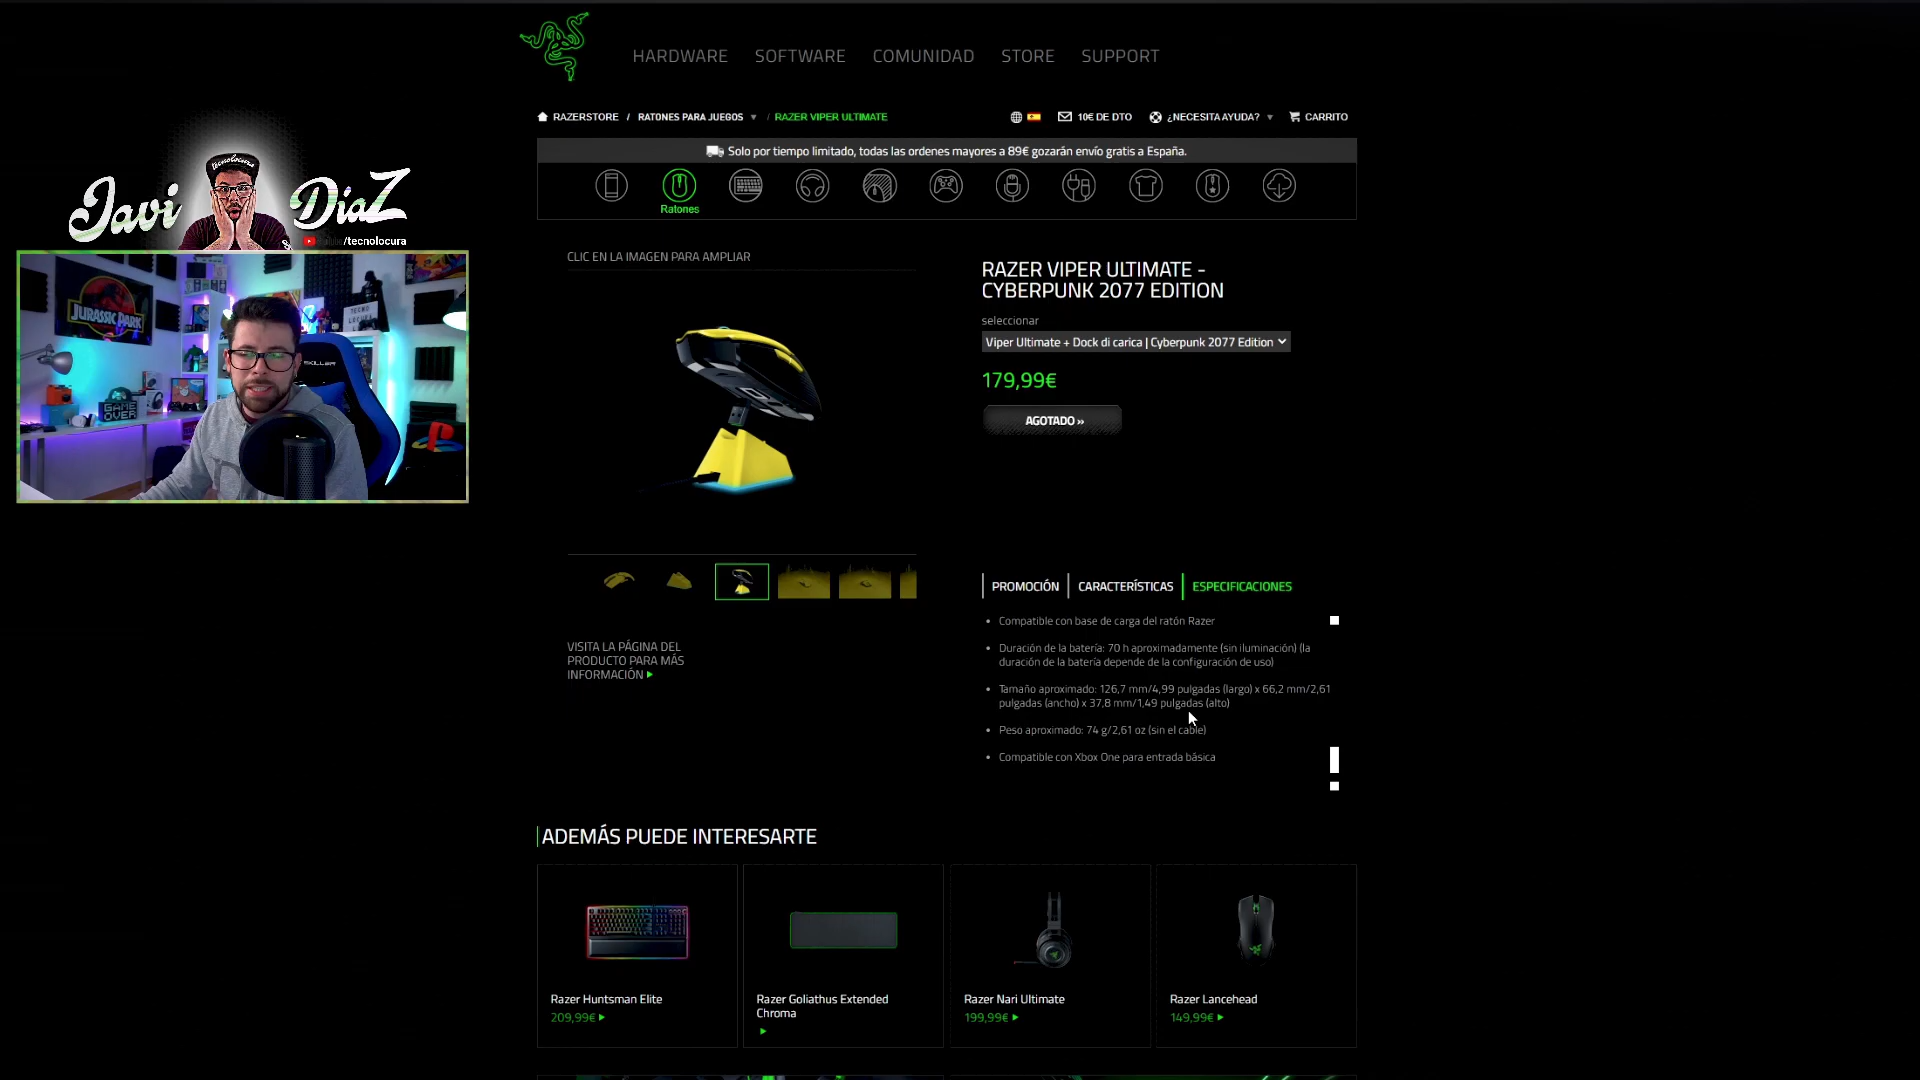 HARDWARE SOFTWARE COMUNIDAD STORE SUPPORT
RAZERSTORE / RATONES PARA JUEGOS / RAZER VIPER ULTIMATE
10€ DE DTO ¿NECESITA AYUDA? CARRITO
Solo por tiempo limitado, todas las ordenes mayores a 89€ gozarán envío gratis a España.
Ratones
tecnolocura
Javi DiaZ
/tecnolocura
JURASSIC PARK
TECNO
LOCURA
SKILLER
GAME
OVER
CLIC EN LA IMAGEN PARA AMPLIAR
RAZER VIPER ULTIMATE -
CYBERPUNK 2077 EDITION
seleccionar
Viper Ultimate + Dock di carica | Cyberpunk 2077 Edition
179,99€
AGOTADO »
VISITA LA PÁGINA DEL
PRODUCTO PARA MÁS
INFORMACIÓN
PROMOCIÓN CARACTERÍSTICAS ESPECIFICACIONES
• Compatible con base de carga del ratón Razer
• Duración de la batería: 70 h aproximadamente (sin iluminación) (la
duración de la batería depende de la configuración de uso)
• Tamaño aproximado: 126,7 mm/4,99 pulgadas (largo) x 66,2 mm/2,61
pulgadas (ancho) x 37,8 mm/1,49 pulgadas (alto)
• Peso aproximado: 74 g/2,61 oz (sin el cable)
• Compatible con Xbox One para entrada básica
ADEMÁS PUEDE INTERESARTE
Razer Huntsman Elite
209,99€
Razer Goliathus Extended
Chroma
Razer Nari Ultimate
199,99€
Razer Lancehead
149,99€